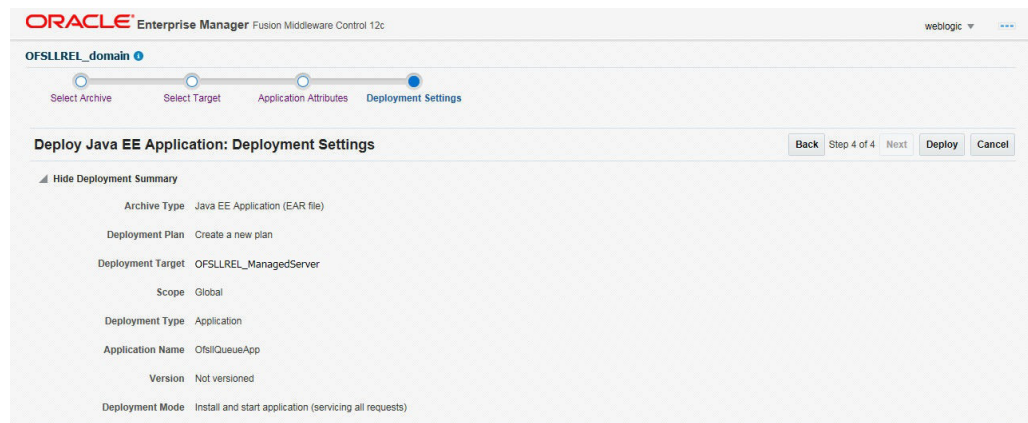 ORACLE Enterprise Manager Fusion Middleware Control 12c
weblogic
OFSLLREL_domain
Select Archive Select Target Application Attributes Deployment Settings
Deploy Java EE Application: Deployment Settings
Back Step 4 of 4 Next Deploy Cancel
Hide Deployment Summary
Archive Type Java EE Application (EAR file)
Deployment Plan Create a new plan
Deployment Target OFSLLREL_ManagedServer
Scope Global
Deployment Type Application
Application Name OfsllQueueApp
Version Not versioned
Deployment Mode Install and start application (servicing all requests)